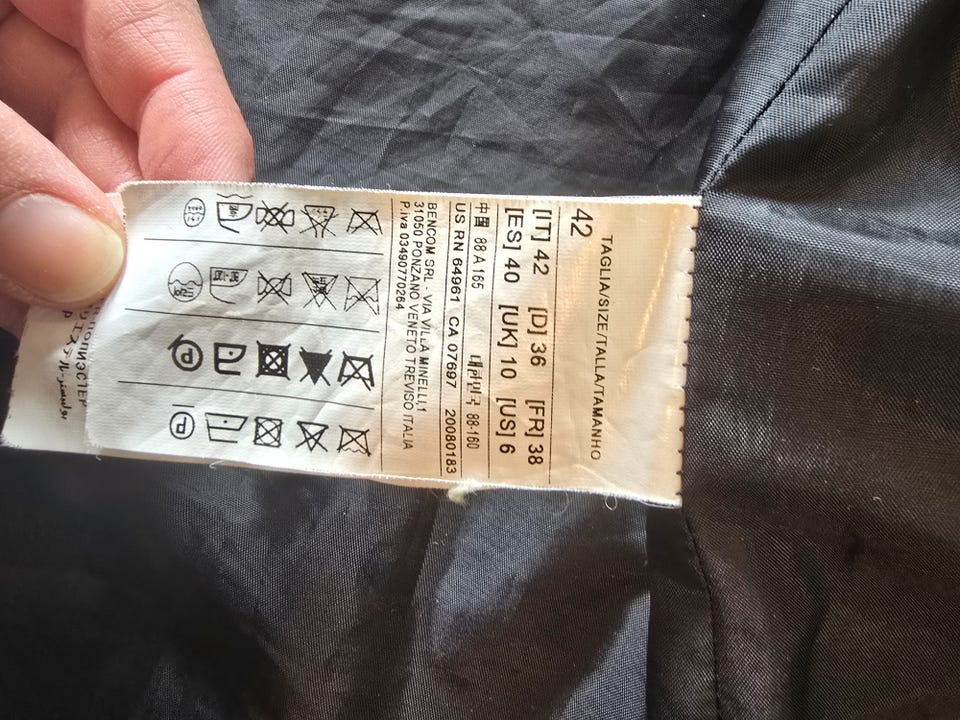 TAGLIA/SIZE/TALLA/TAMANHO
42
[IT] 42 [D] 36 [FR] 38
[ES] 40 [UK] 10 [US] 6
中国 88 A 165 대한민국 88-160
US RN 64961 CA 07697 20080183
BENCOM SRL - VIA VILLA MINELLI,1
31050 PONZANO VENETO TREVISO ITALIA
P.iva 03490770264
P
P